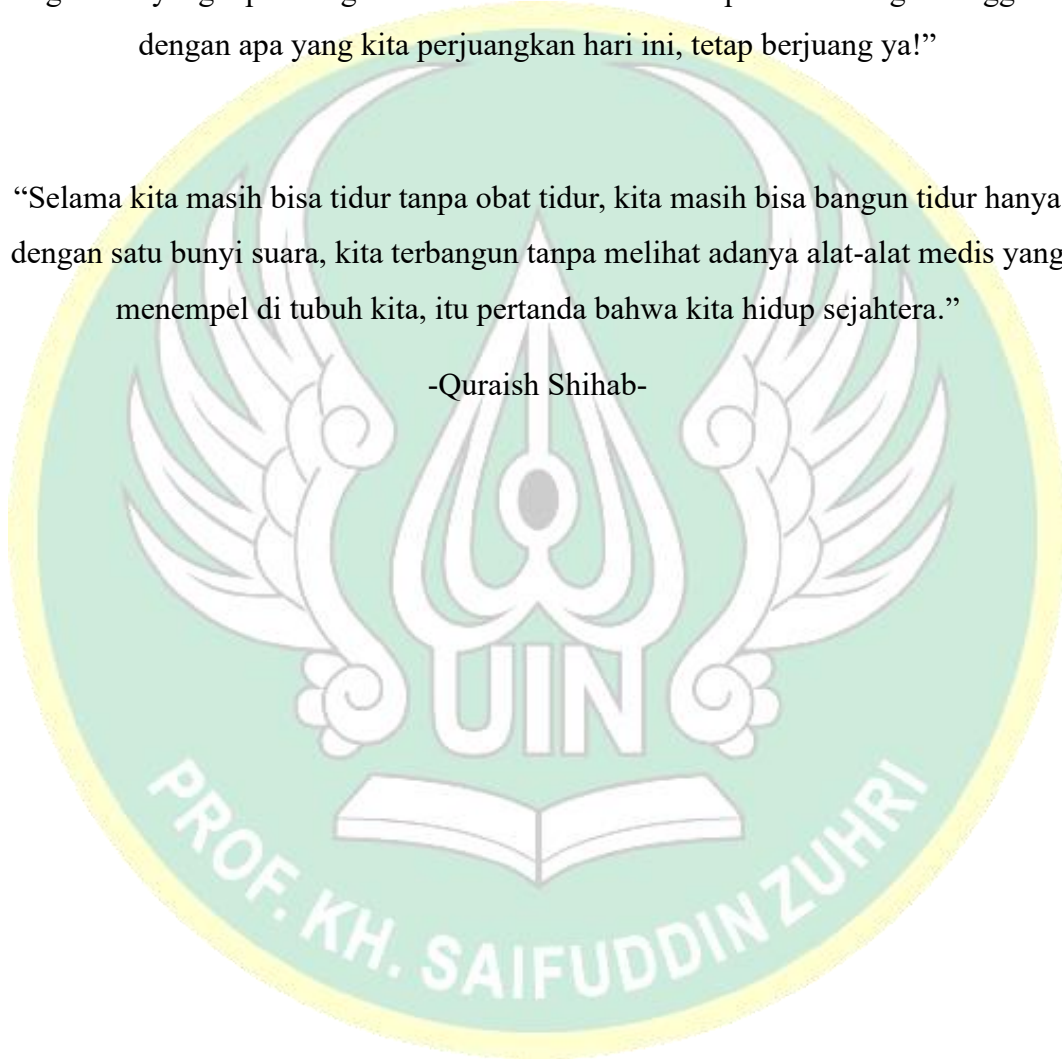 dengan apa yang kita perjuangkan hari ini, tetap berjuang ya!”
“Selama kita masih bisa tidur tanpa obat tidur, kita masih bisa bangun tidur hanya
dengan satu bunyi suara, kita terbangun tanpa melihat adanya alat-alat medis yang
menempel di tubuh kita, itu pertanda bahwa kita hidup sejahtera.”
-Quraish Shihab-
UIN
PROF. KH. SAIFUDDIN ZUHRI